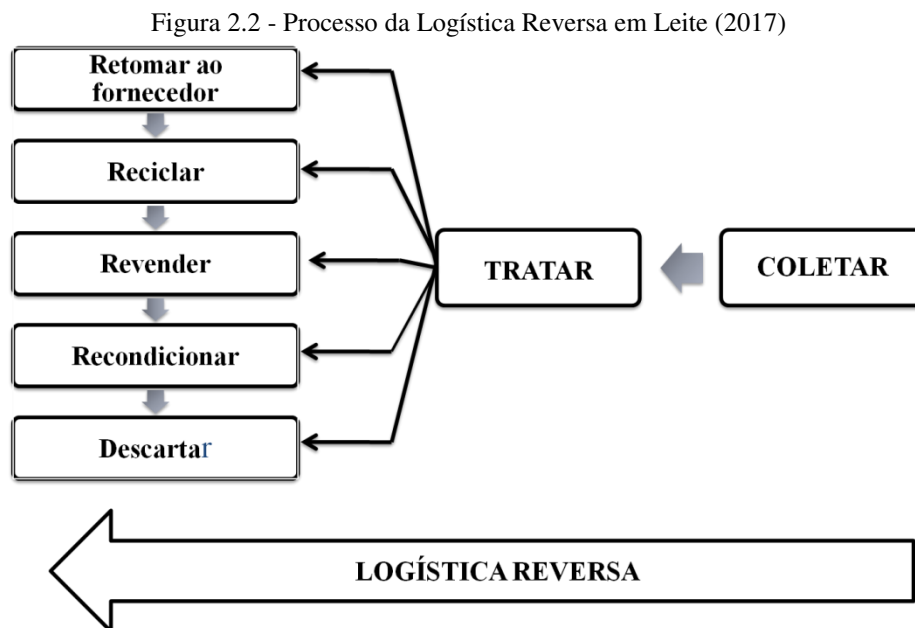 Figura 2.2 - Processo da Logística Reversa em Leite (2017)
Retomar ao
fornecedor
Reciclar
Revender
Recondicionar
Descartar
TRATAR
COLETAR
LOGÍSTICA REVERSA